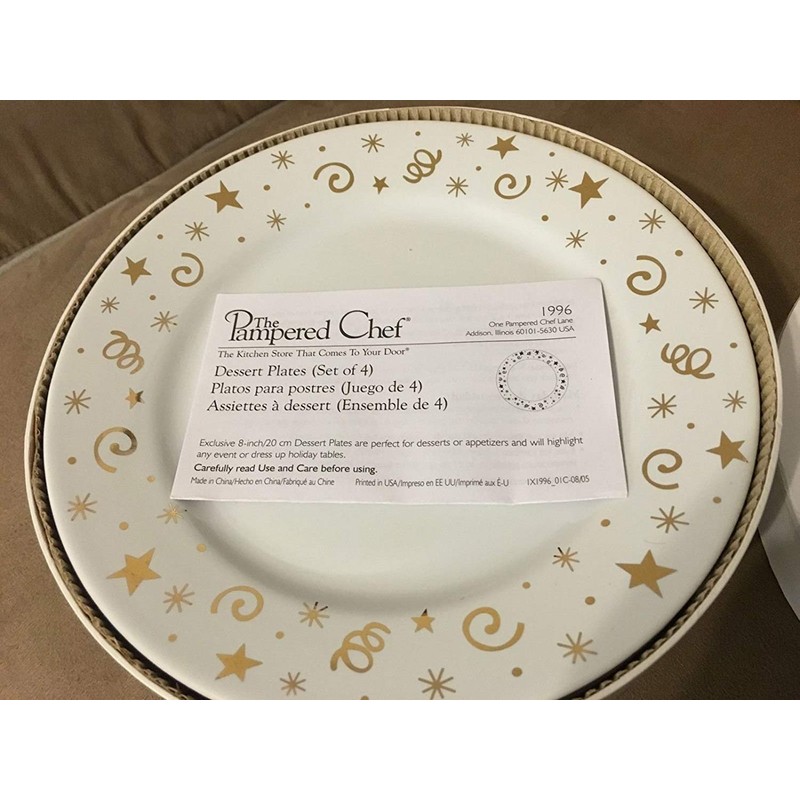 The
Pampered Chef®
The Kitchen Store That Comes To Your Door®
1996
One Pampered Chef Lane
Addison, Illinois 60101-5630 USA
Dessert Plates (Set of 4)
Platos para postres (Juego de 4)
Assiettes à dessert (Ensemble de 4)
Exclusive 8-inch/20 cm Dessert Plates are perfect for desserts or appetizers and will highlight
any event or dress up holiday tables.
Carefully read Use and Care before using.
Made in China/Hecho en China/Fabriqué au Chine Printed in USA/Impreso en EE UU/Imprimé aux É-U IX1996_01C-08/05